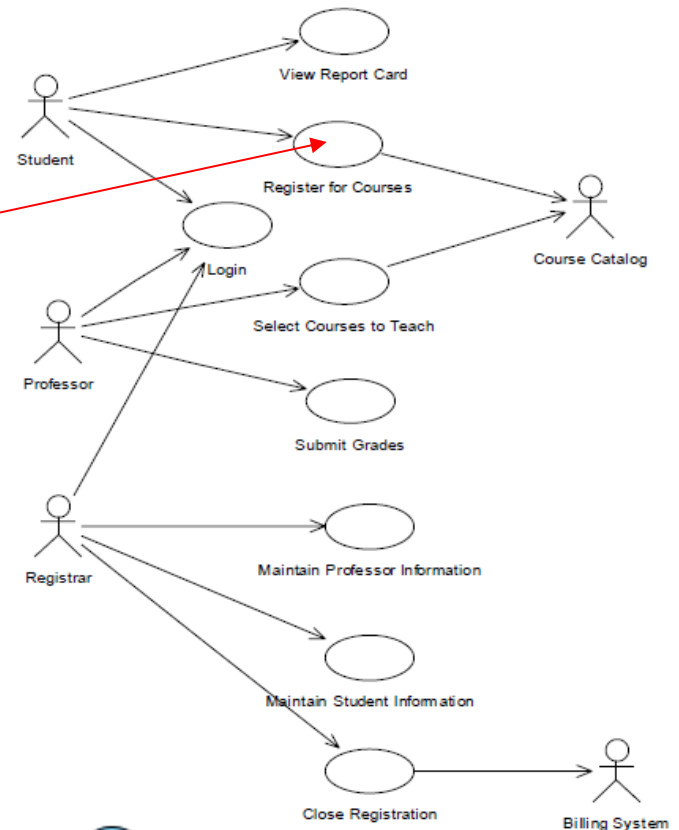 View Report Card
Student
Register for Courses
Course Catalog
Login
Select Courses to Teach
Professor
Submit Grades
Registrar
Maintain Professor Information
Maintain Student Information
Close Registration
Billing System